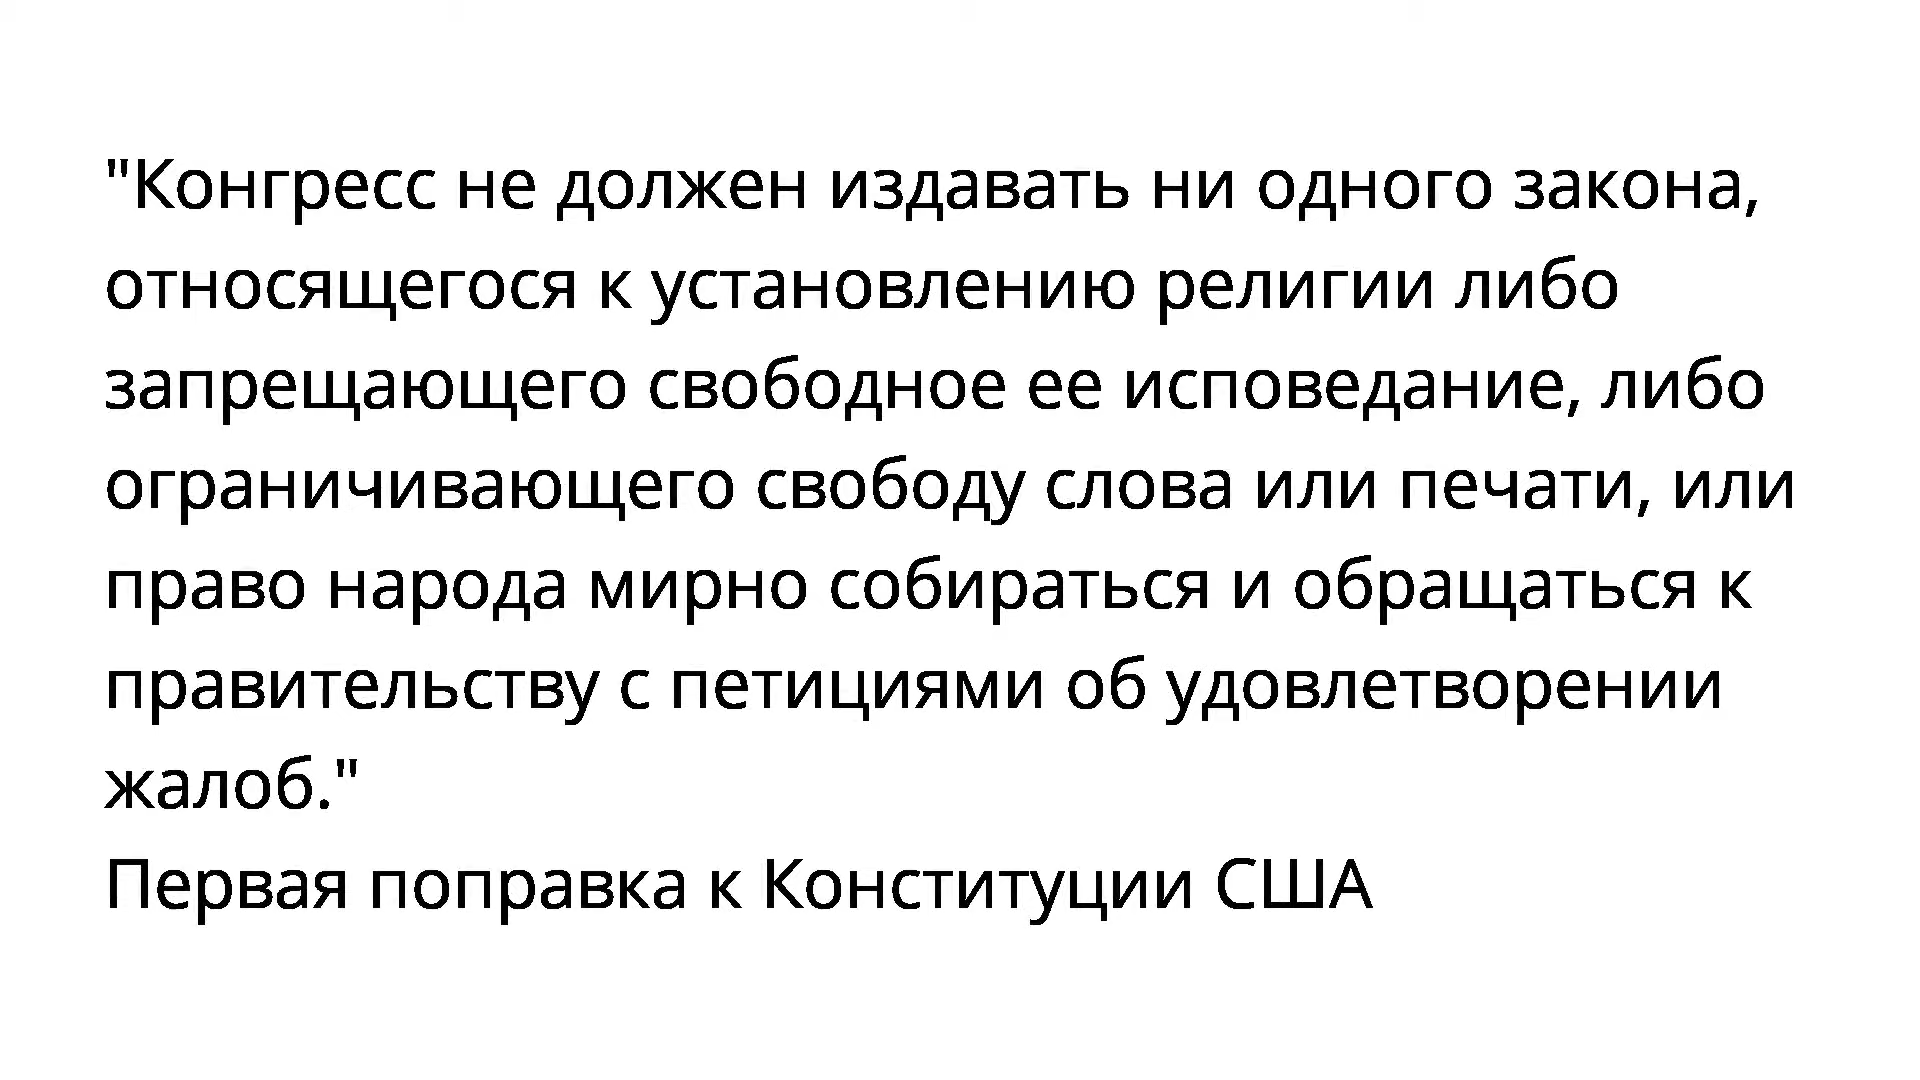 "Конгресс не должен издавать ни одного закона,
относящегося к установлению религии либо
запрещающего свободное ее исповедание, либо
ограничивающего свободу слова или печати, или
право народа мирно собираться и обращаться к
правительству с петициями об удовлетворении
жалоб."
Первая поправка к Конституции США